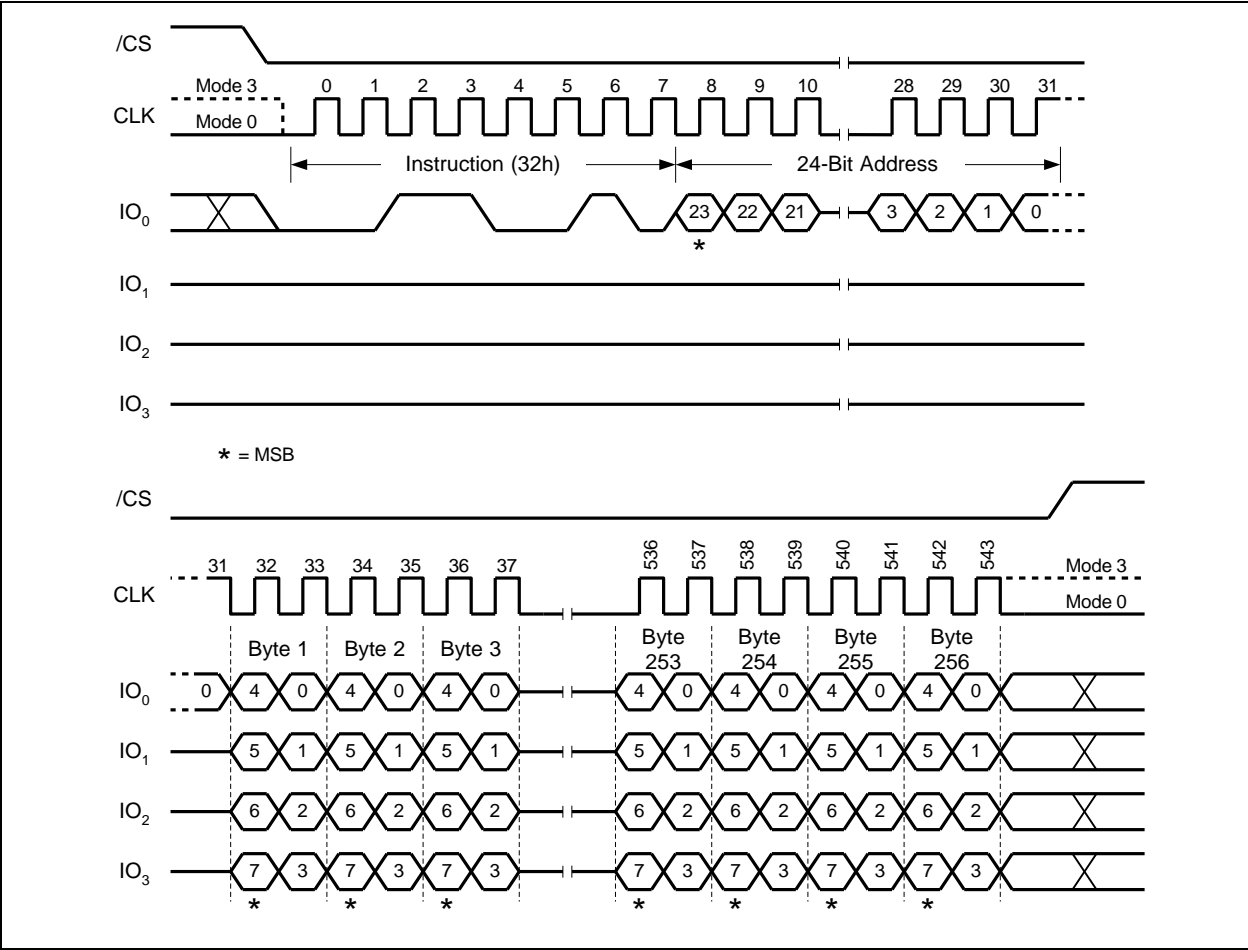 /CS
Mode 3 0 1 2 3 4 5 6 7 8 9 10 28 29 30 31
CLK
Mode 0
Instruction (32h) 24-Bit Address
IO0 23 22 21 3 2 1 0
*
IO1
IO2
IO3
* = MSB
/CS
31 32 33 34 35 36 37 536 537 538 539 540 541 542 543 Mode 3
CLK
Mode 0
Byte 1 Byte 2 Byte 3 Byte 253 Byte 254 Byte 255 Byte 256
IO0 0 4 0 4 0 4 0 4 0 4 0 4 0 4 0
IO1 5 1 5 1 5 1 5 1 5 1 5 1 5 1
IO2 6 2 6 2 6 2 6 2 6 2 6 2 6 2
IO3 7 3 7 3 7 3 7 3 7 3 7 3 7 3
* * * * * * *